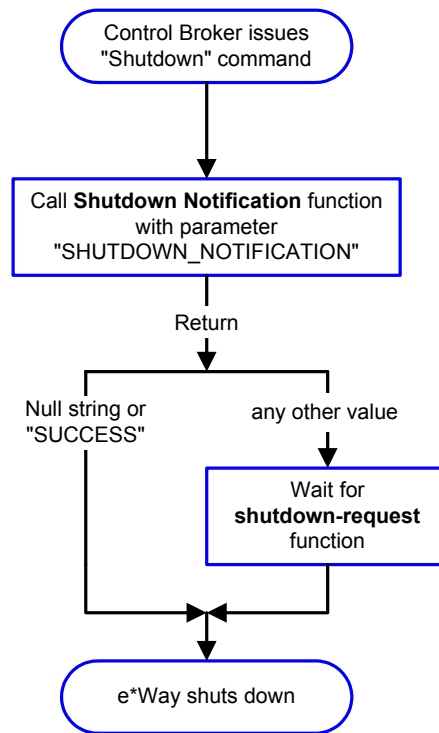 Control Broker issues
"Shutdown" command
Call Shutdown Notification function
with parameter
"SHUTDOWN_NOTIFICATION"
Return
Null string or
"SUCCESS"
any other value
Wait for
shutdown-request
function
e*Way shuts down